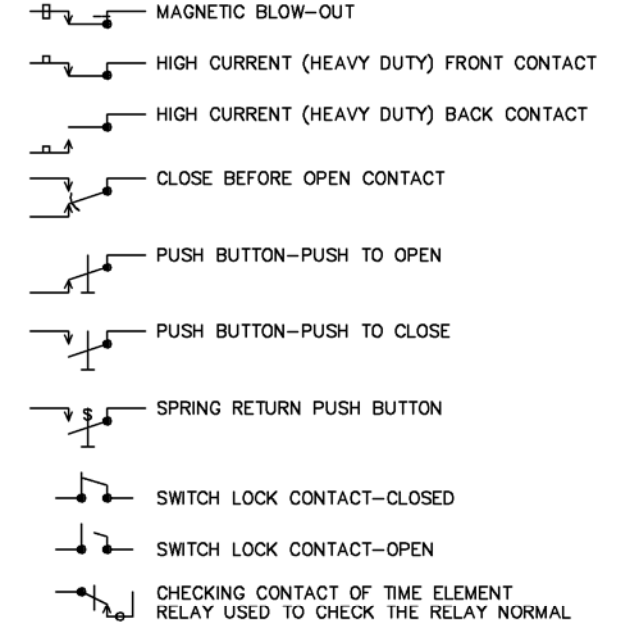 MAGNETIC BLOW-OUT
HIGH CURRENT (HEAVY DUTY) FRONT CONTACT
HIGH CURRENT (HEAVY DUTY) BACK CONTACT
CLOSE BEFORE OPEN CONTACT
PUSH BUTTON-PUSH TO OPEN
PUSH BUTTON-PUSH TO CLOSE
$ SPRING RETURN PUSH BUTTON
SWITCH LOCK CONTACT-CLOSED
SWITCH LOCK CONTACT-OPEN
CHECKING CONTACT OF TIME ELEMENT
RELAY USED TO CHECK THE RELAY NORMAL